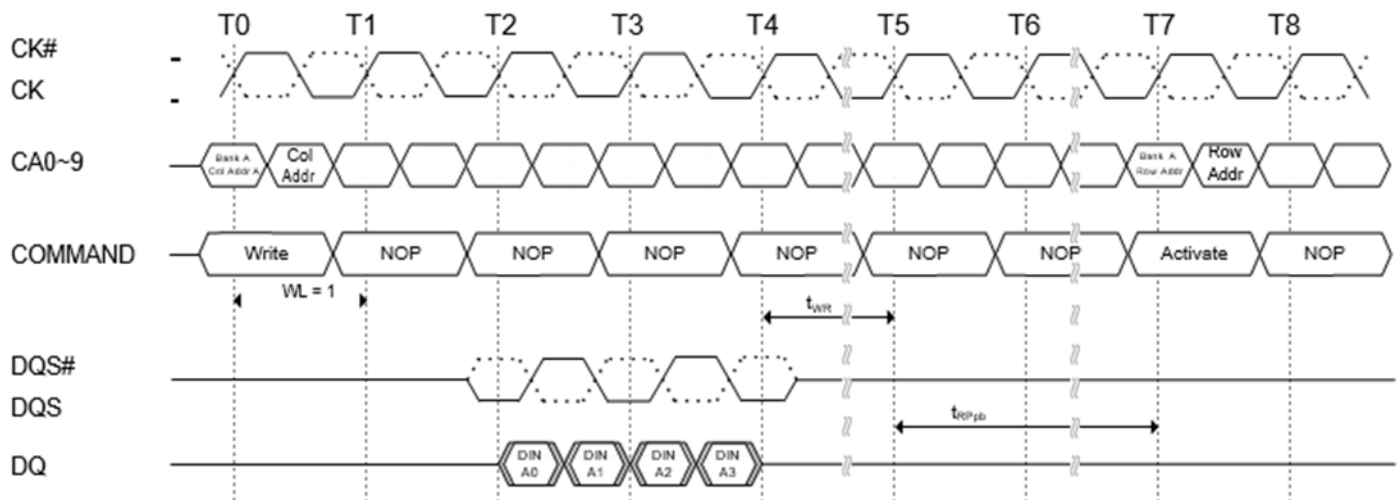 T0 T1 T2 T3 T4 T5 T6 T7 T8
CK#
CK
CA0~9
Bank A Col Addr A
Col Addr
Bank A Row Addr
Row Addr
COMMAND
Write NOP NOP NOP NOP NOP NOP Activate NOP
WL = 1
tWR
DQS#
DQS
tRPpb
DQ
DIN A0
DIN A1
DIN A2
DIN A3